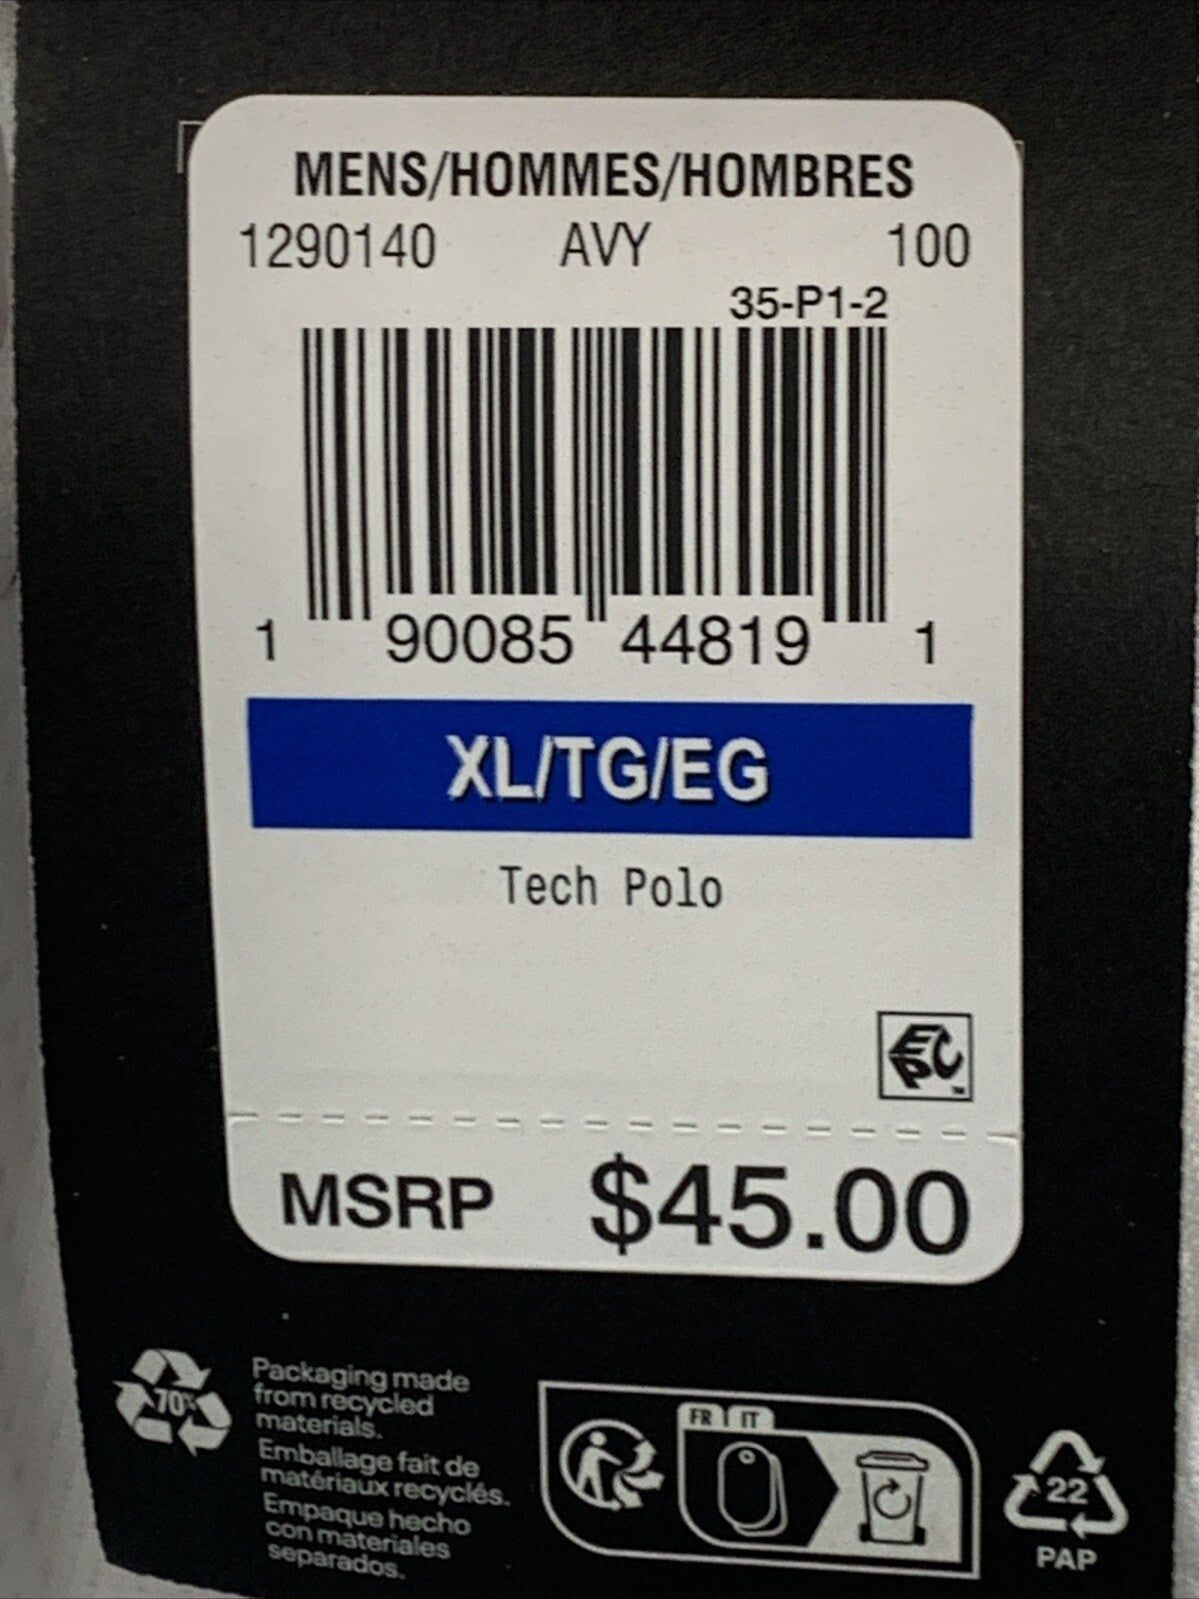 MENS/HOMMES/HOMBRES
1290140 AVY 100
35-P1-2
1 90085 44819 1
XL/TG/EG
Tech Polo
EPC
™
MSRP $45.00
70%
Packaging made
from recycled
materials.
Emballage fait de
matériaux recyclés.
Empaque hecho
con materiales
separados.
FR IT
22
PAP